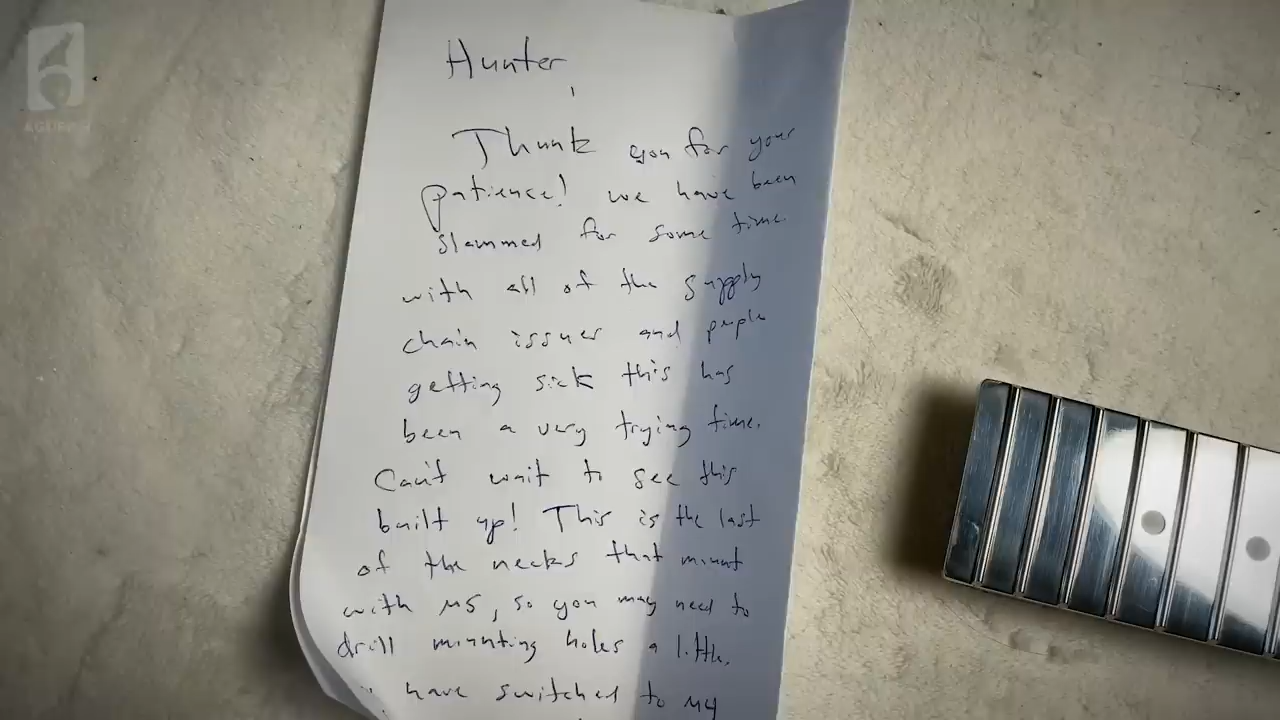 Hunter,
Thank you for your
patience! we have been
slammed for some time
with all of the supply
chain issues and people
getting sick this has
been a very trying time.
Can't wait to see this
built up! This is the last
of the necks that mount
with M5, so you may need to
drill mounting holes a little.
have switched to M4